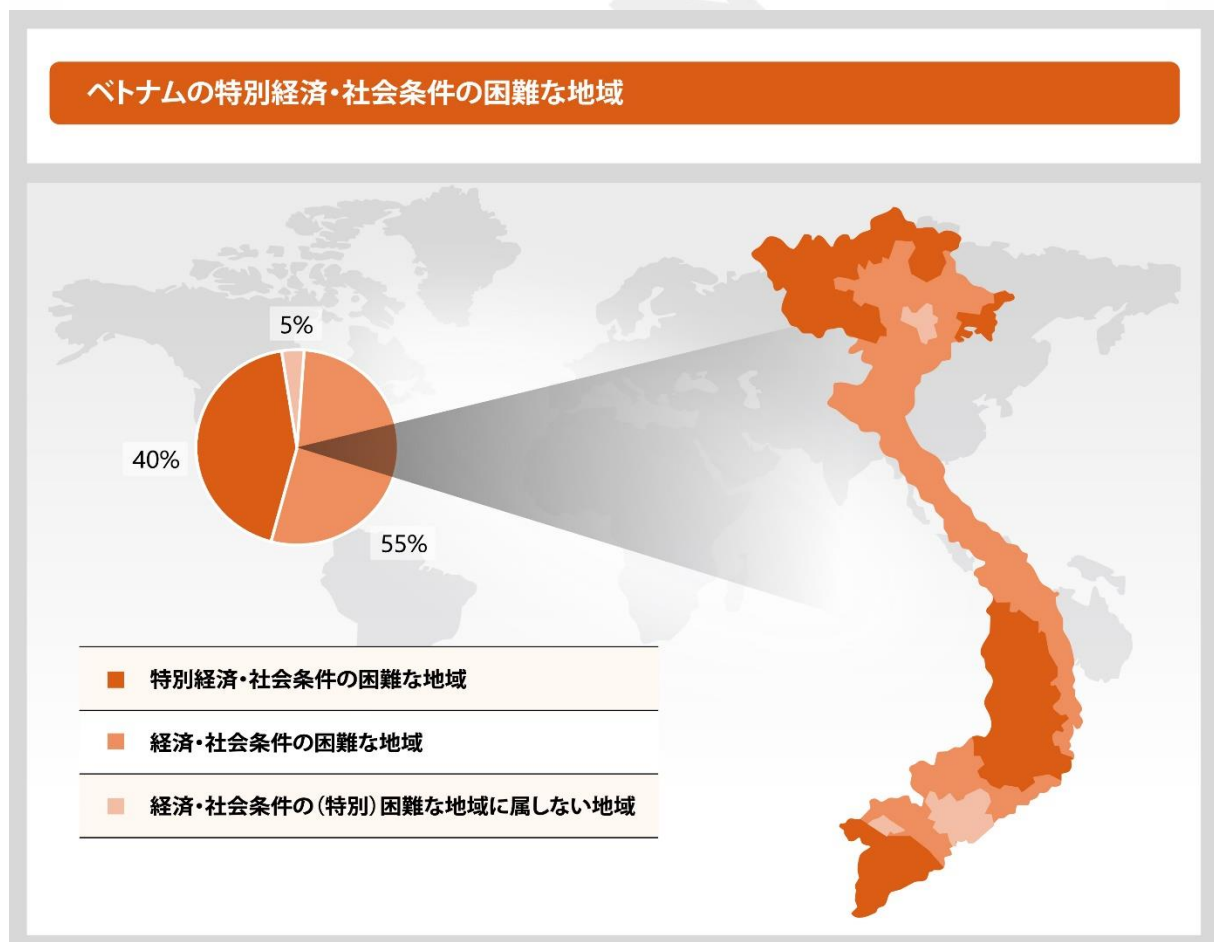 ベトナムの特別経済・社会条件の困難な地域
5%
40%
55%
特別経済・社会条件の困難な地域
経済・社会条件の困難な地域
経済・社会条件の（特別）困難な地域に属しない地域